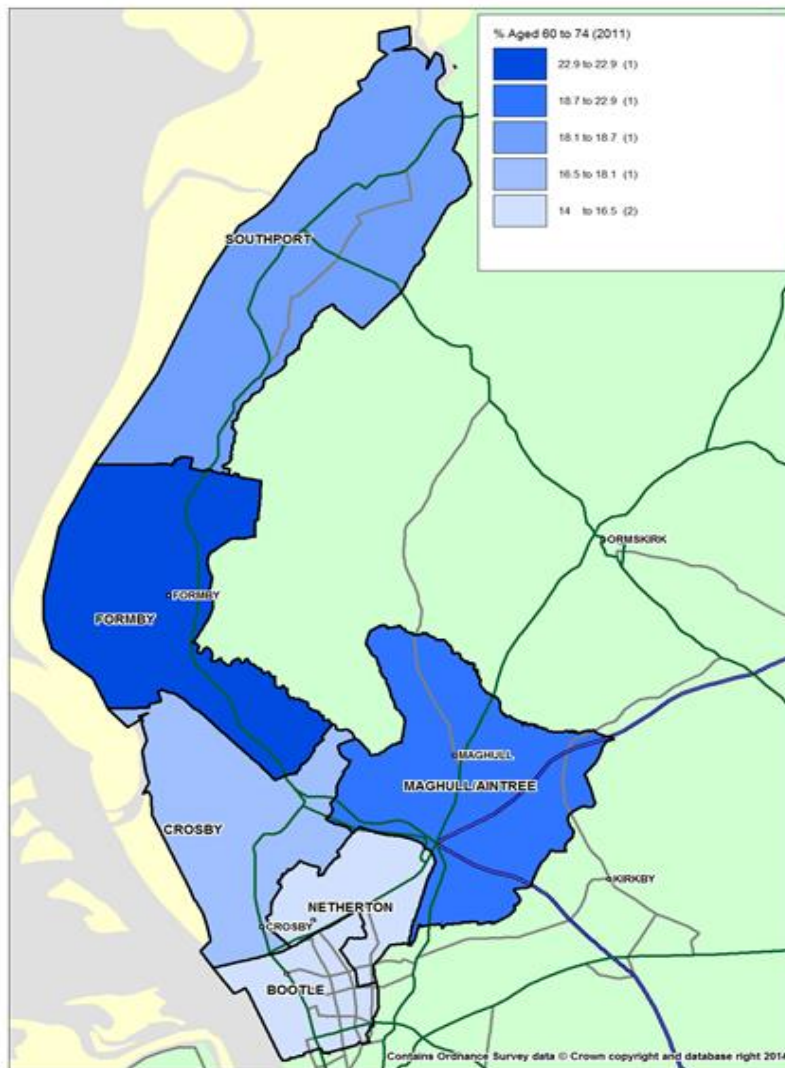 % Aged 60 to 74 (2011)
22.9 to 22.9 (1)
18.7 to 22.9 (1)
18.1 to 18.7 (1)
16.5 to 18.1 (1)
14 to 16.5 (2)
SOUTHPORT
ORMSKIRK
FORMBY
FORMBY
MAGHULL
MAGHULL/AINTREE
CROSBY
KIRKBY
NETHERTON
CROSBY
BOOTLE
Contains Ordnance Survey data © Crown copyright and database right 2014